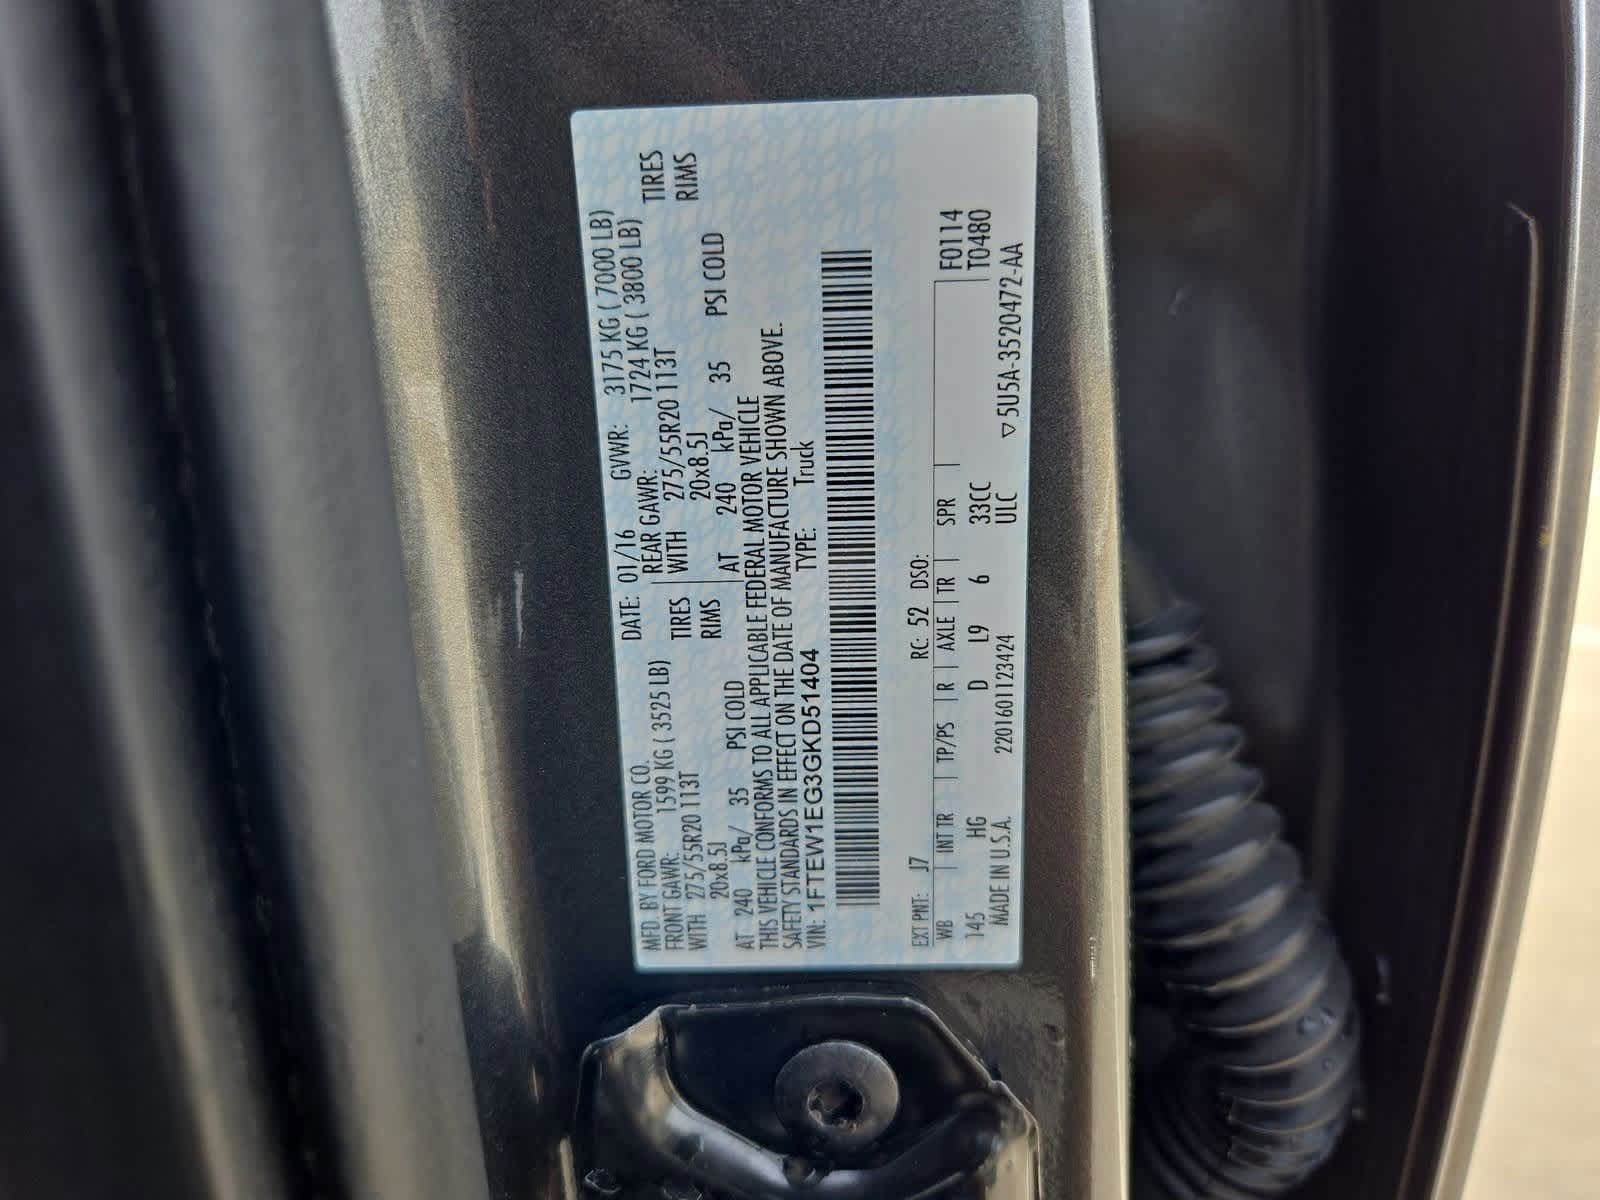 MFD. BY FORD MOTOR CO. DATE: 01/16 GVWR: 3175 KG ( 7000 LB)
FRONT GAWR: 1599 KG ( 3525 LB) REAR GAWR: 1724 KG ( 3800 LB)
WITH 275/55R20 113T TIRES WITH 275/55R20 113T TIRES
20x8.5J RIMS 20x8.5J RIMS
AT 240 kPa/ 35 PSI COLD AT 240 kPa/ 35 PSI COLD
THIS VEHICLE CONFORMS TO ALL APPLICABLE FEDERAL MOTOR VEHICLE
SAFETY STANDARDS IN EFFECT ON THE DATE OF MANUFACTURE SHOWN ABOVE.
VIN: 1FTEW1EG3GKD51404 TYPE: Truck
EXT PNT: J7 RC: 52 DSO: F0114
WB INT TR TP/PS R AXLE TR SPR T0480
145 HG D L9 6 33CC
MADE IN U.S.A. 2201601123424 ULC ▽5U5A-3520472-AA